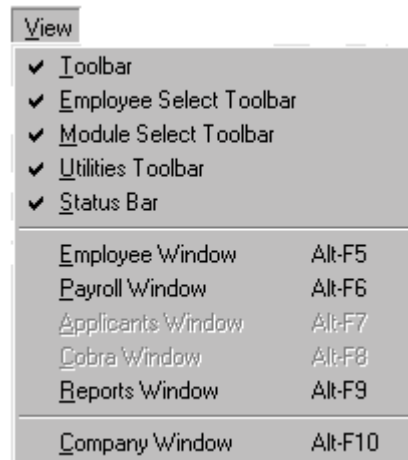 View
Toolbar
Employee Select Toolbar
Module Select Toolbar
Utilities Toolbar
Status Bar
Employee Window Alt-F5
Payroll Window Alt-F6
Applicants Window Alt-F7
Cobra Window Alt-F8
Reports Window Alt-F9
Company Window Alt-F10